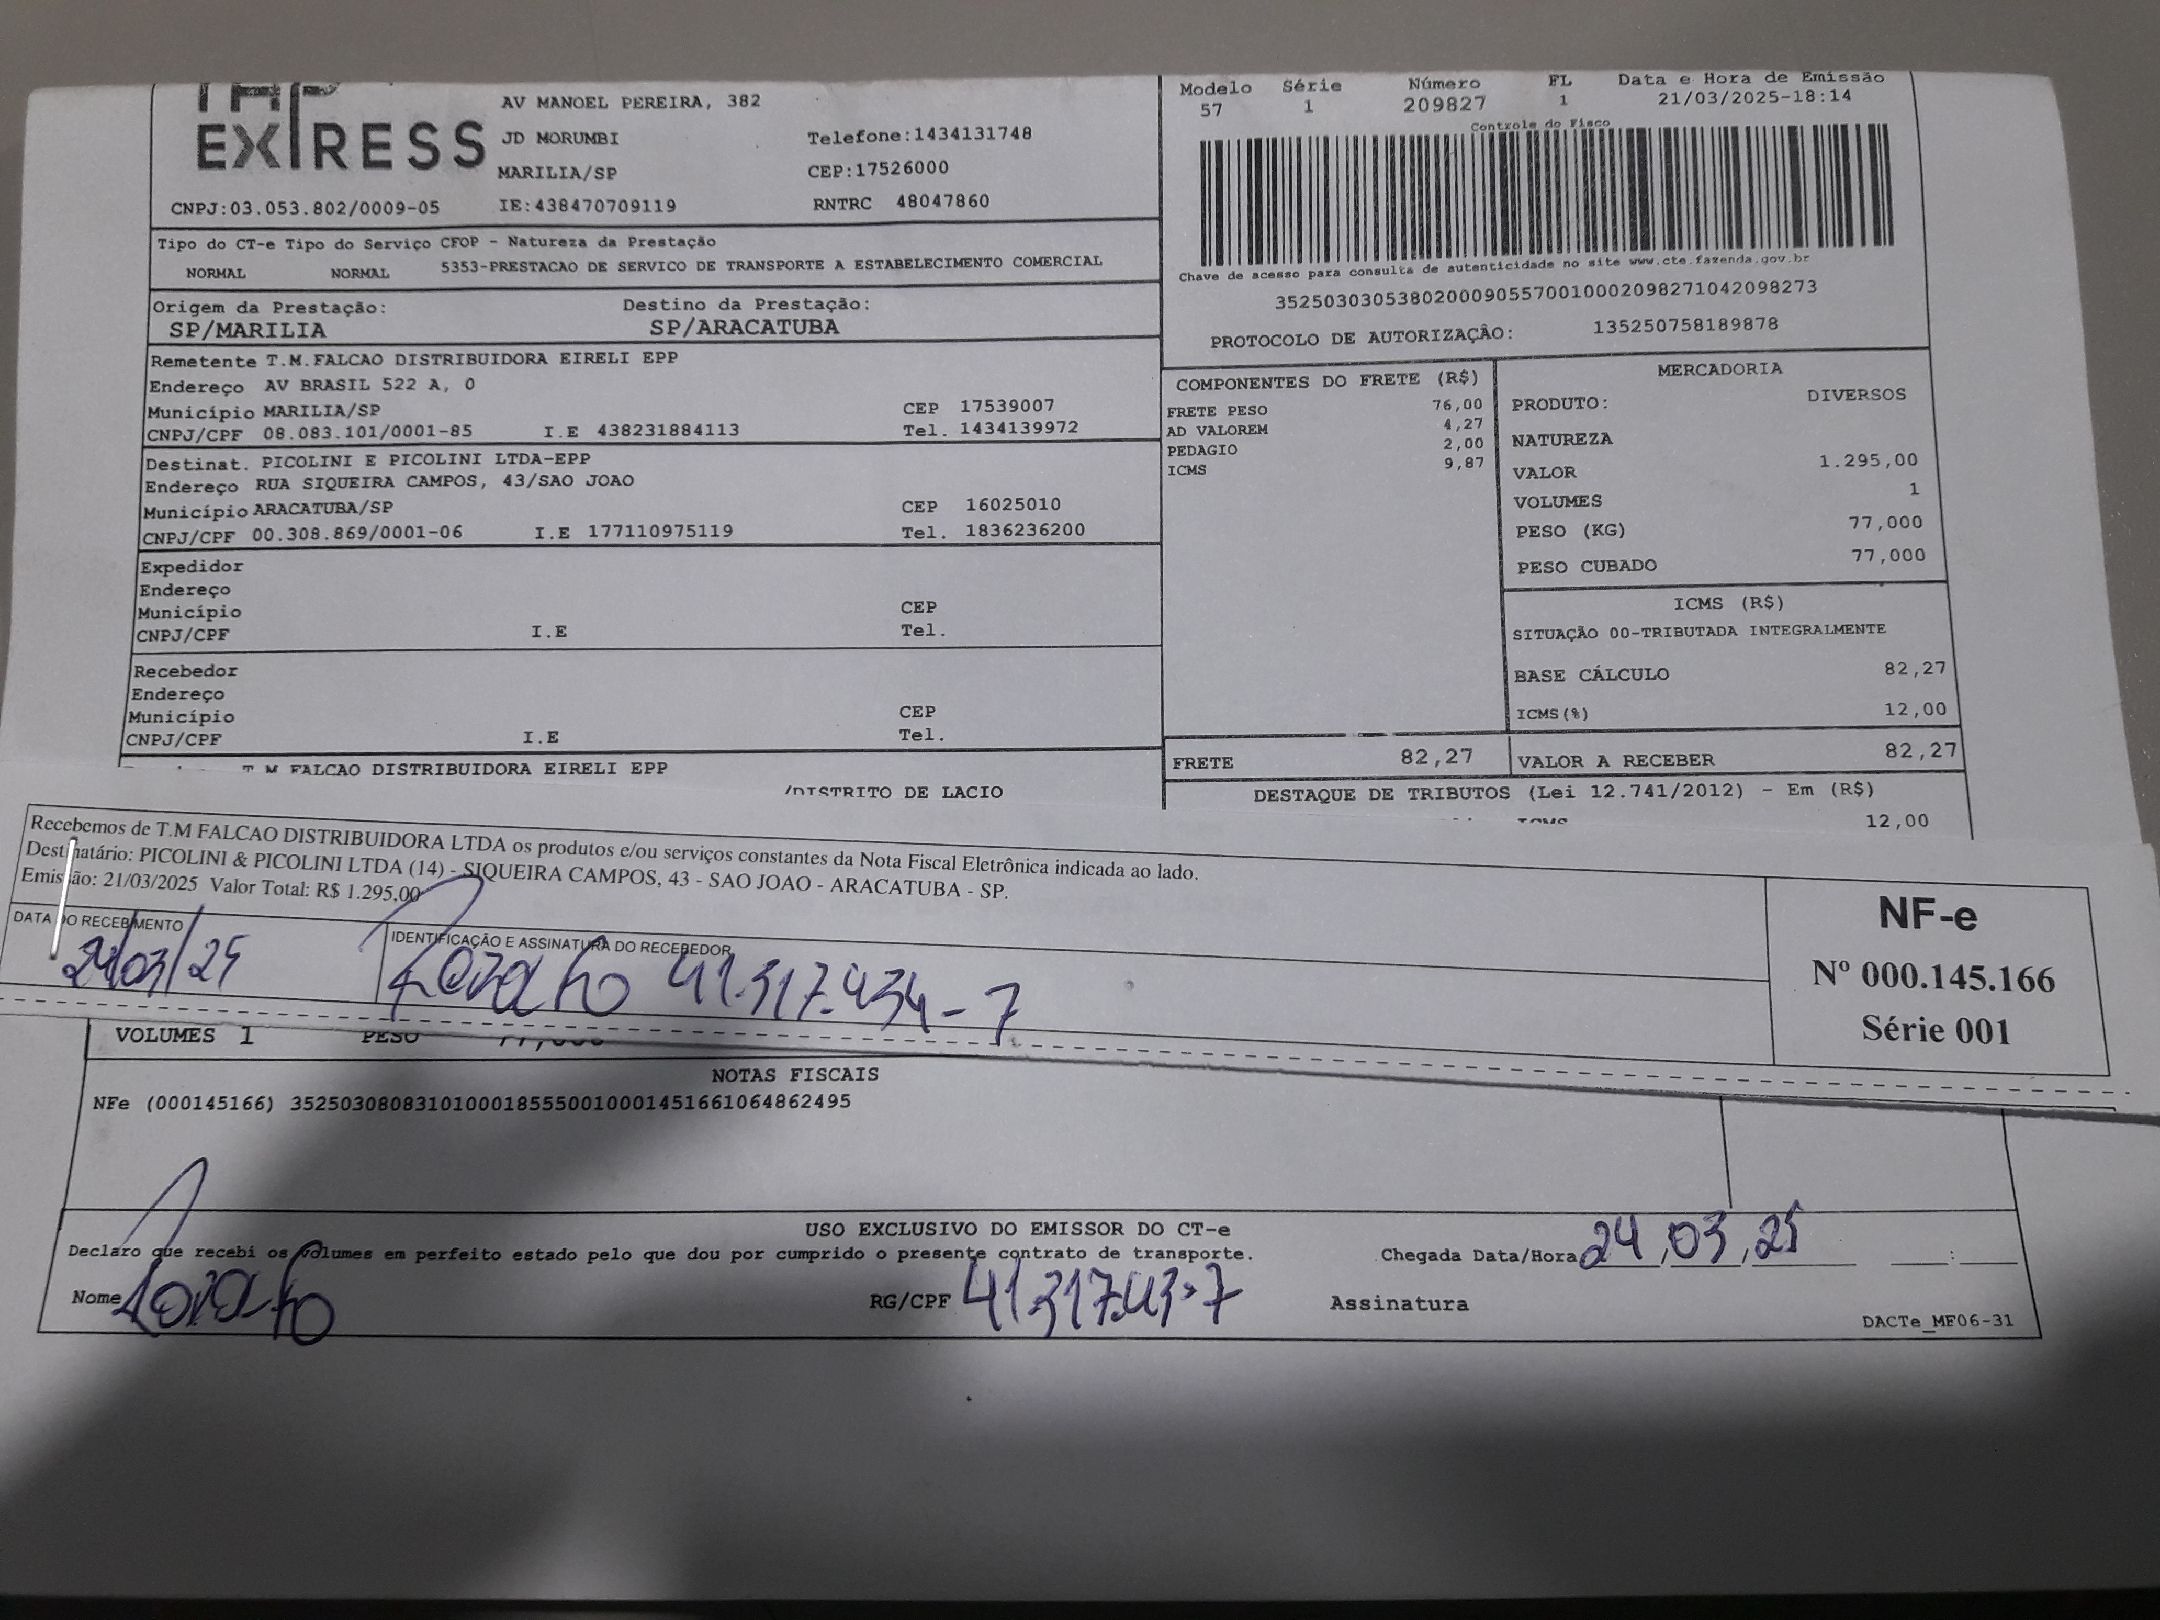 EXPRESS
AV MANOEL PEREIRA, 382
JD MORUMBI Telefone:1434131748
MARILIA/SP CEP:17526000
CNPJ:03.053.802/0009-05 IE:438470709119 RNTRC 48047860
Modelo Série Número FL Data e Hora de Emissão
57 1 209827 1 21/03/2025-18:14
Controle do Fisco
Chave de acesso para consulta de autenticidade no site www.cte.fazenda.gov.br
35250303053802000905570010002098271042098273
PROTOCOLO DE AUTORIZAÇÂO: 135250758189878
Tipo do CT-e Tipo do Serviço CFOP - Natureza da Prestação
NORMAL NORMAL 5353-PRESTACAO DE SERVICO DE TRANSPORTE A ESTABELECIMENTO COMERCIAL
Origem da Prestação: Destino da Prestação:
SP/MARILIA SP/ARACATUBA
Remetente T.M.FALCAO DISTRIBUIDORA EIRELI EPP
Endereço AV BRASIL 522 A, 0
Município MARILIA/SP CEP 17539007
CNPJ/CPF 08.083.101/0001-85 I.E 438231884113 Tel. 1434139972
Destinat. PICOLINI E PICOLINI LTDA-EPP
Endereço RUA SIQUEIRA CAMPOS, 43/SAO JOAO
Município ARACATUBA/SP CEP 16025010
CNPJ/CPF 00.308.869/0001-06 I.E 177110975119 Tel. 1836236200
Expedidor
Endereço
Município CEP
CNPJ/CPF I.E Tel.
Recebedor
Endereço
Município CEP
CNPJ/CPF I.E Tel.
T M FALCAO DISTRIBUIDORA EIRELI EPP
/DISTRITO DE LACIO
COMPONENTES DO FRETE (R$)
FRETE PESO 76,00
AD VALOREM 4,27
PEDAGIO 2,00
ICMS 9,87
FRETE 82,27
MERCADORIA
PRODUTO: DIVERSOS
NATUREZA
VALOR 1.295,00
VOLUMES 1
PESO (KG) 77,000
PESO CUBADO 77,000
ICMS (R$)
SITUAÇÃO 00-TRIBUTADA INTEGRALMENTE
BASE CÁLCULO 82,27
ICMS(%) 12,00
VALOR A RECEBER 82,27
DESTAQUE DE TRIBUTOS (Lei 12.741/2012) - Em (R$)
ICMS 12,00
Recebemos de T.M FALCAO DISTRIBUIDORA LTDA os produtos e/ou serviços constantes da Nota Fiscal Eletrônica indicada ao lado.
Destinatário: PICOLINI & PICOLINI LTDA (14) - SIQUEIRA CAMPOS, 43 - SAO JOAO - ARACATUBA - SP.
Emissão: 21/03/2025 Valor Total: R$ 1.295,00
DATA DO RECEBIMENTO IDENTIFICAÇÃO E ASSINATURA DO RECEBEDOR
24/03/25 41.317.434-7
NF-e
Nº 000.145.166
Série 001
VOLUMES 1 PESO 77,000
NOTAS FISCAIS
NFe (000145166) 35250308083101000185550010001451661064862495
USO EXCLUSIVO DO EMISSOR DO CT-e
Declaro que recebi os volumes em perfeito estado pelo que dou por cumprido o presente contrato de transporte. Chegada Data/Hora 24,03,25 :
Nome RG/CPF Assinatura
DACTe_MF06-31